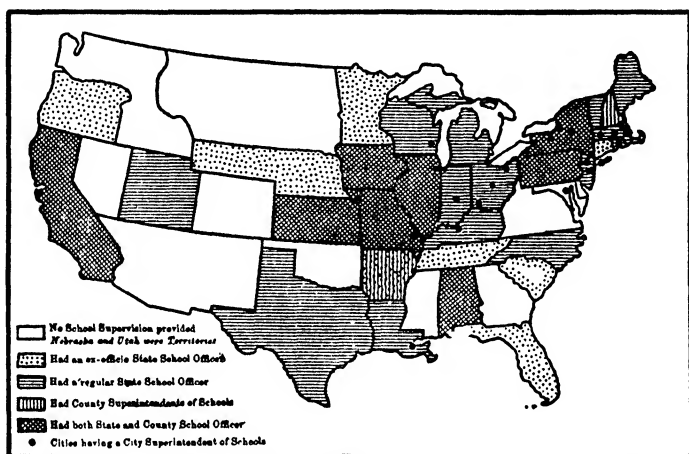 No School Supervision provided
Nebraska and Utah were Territories
Had an ex-officio State School Officer
Had a regular State School Officer
Had County Superintendents of Schools
Had both State and County School Officer
Cities having a City Superintendent of Schools